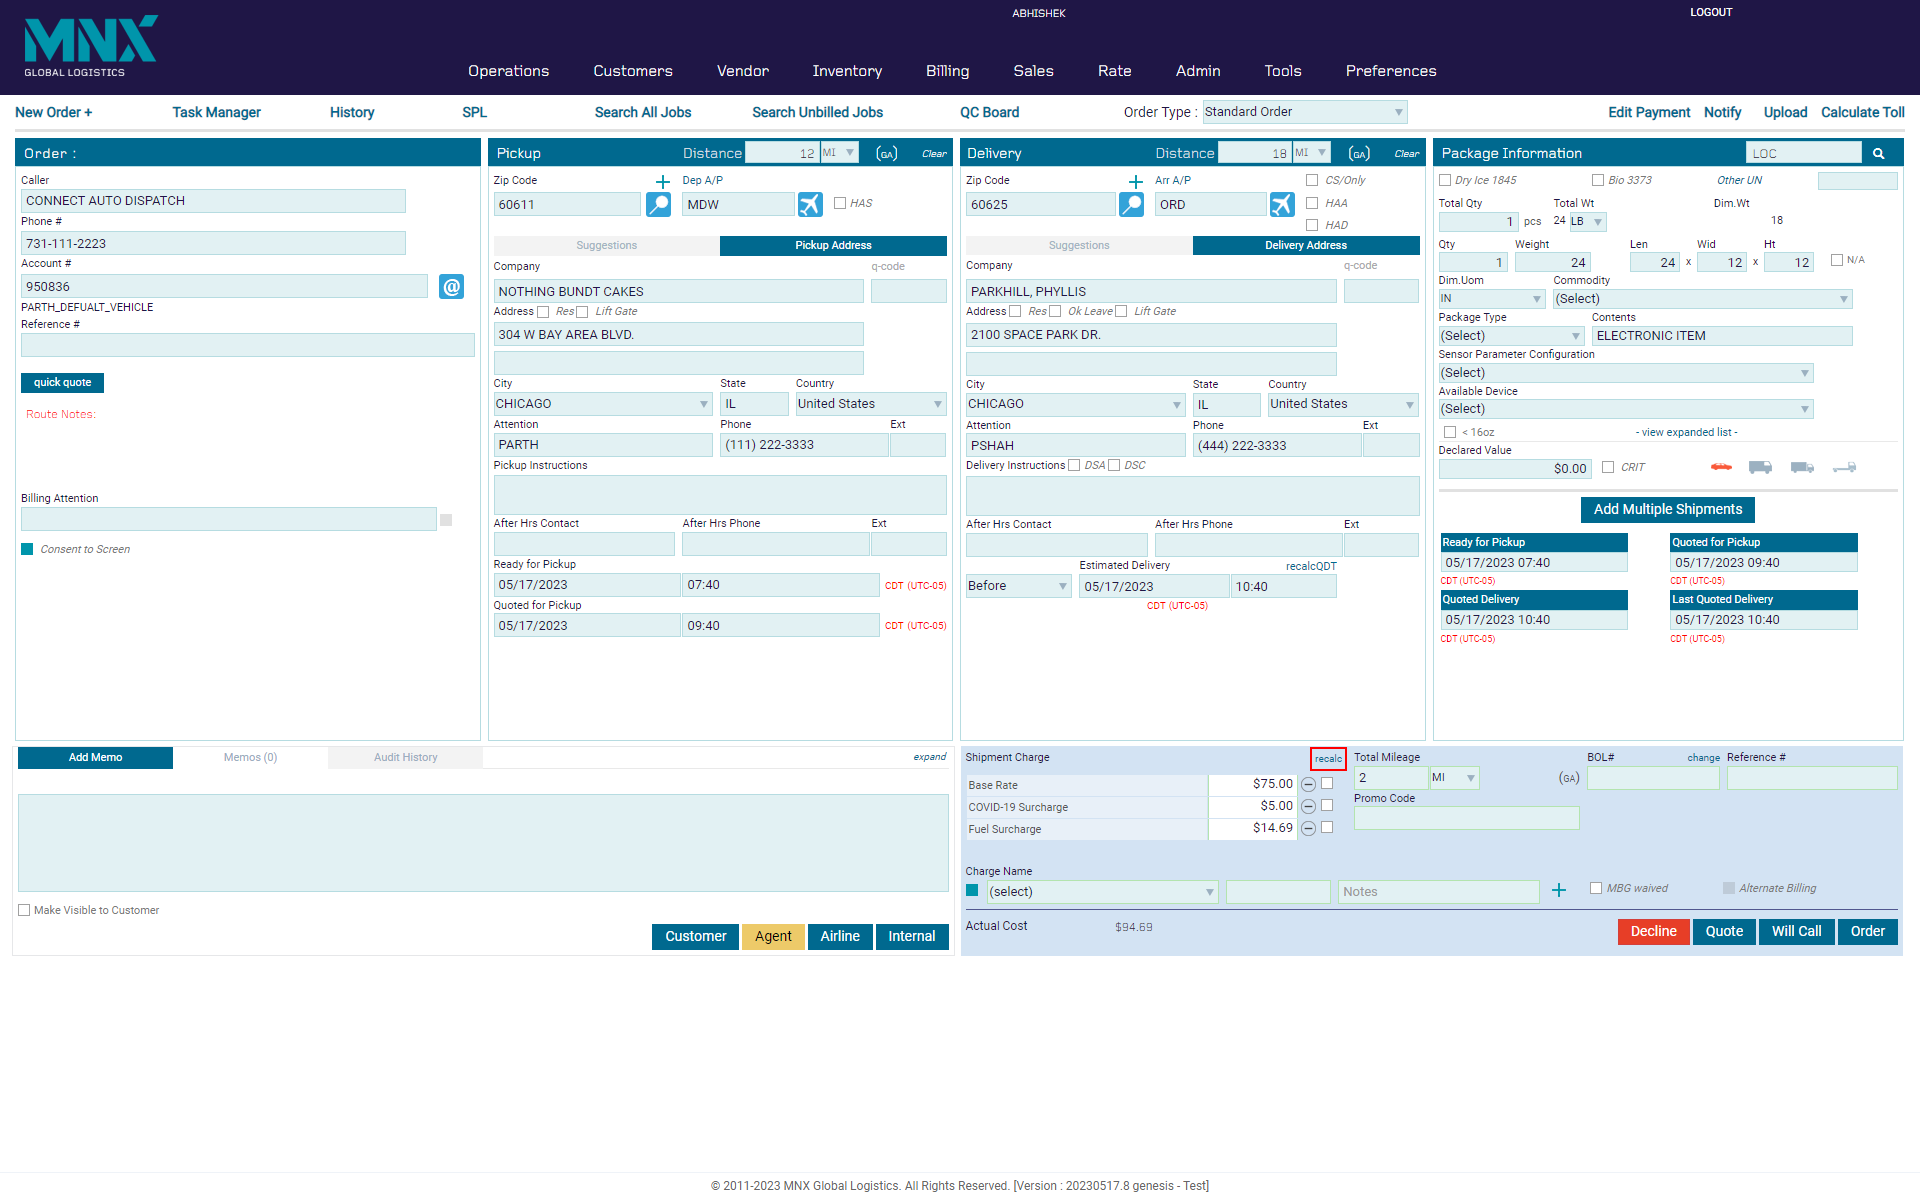 MNX
GLOBAL LOGISTICS
ABHISHEK
LOGOUT
Operations Customers Vendor Inventory Billing Sales Rate Admin Tools Preferences
New Order + Task Manager History SPL Search All Jobs Search Unbilled Jobs QC Board Order Type : Standard Order Edit Payment Notify Upload Calculate Toll
Order :
Caller
CONNECT AUTO DISPATCH
Phone #
731-111-2223
Account #
950836 @
PARTH_DEFUALT_VEHICLE
Reference #
quick quote
Route Notes:
Billing Attention
Consent to Screen
Pickup Distance 12 MI (GA) Clear
Zip Code + Dep A/P
60611 MDW HAS
Suggestions Pickup Address
Company q-code
NOTHING BUNDT CAKES
Address Res Lift Gate
304 W BAY AREA BLVD.
City State Country
CHICAGO IL United States
Attention Phone Ext
PARTH (111) 222-3333
Pickup Instructions
After Hrs Contact After Hrs Phone Ext
Ready for Pickup
05/17/2023 07:40 CDT (UTC-05)
Quoted for Pickup
05/17/2023 09:40 CDT (UTC-05)
Delivery Distance 18 MI (GA) Clear
Zip Code + Arr A/P CS/Only
60625 ORD HAA
HAD
Suggestions Delivery Address
Company q-code
PARKHILL, PHYLLIS
Address Res Ok Leave Lift Gate
2100 SPACE PARK DR.
City State Country
CHICAGO IL United States
Attention Phone Ext
PSHAH (444) 222-3333
Delivery Instructions DSA DSC
After Hrs Contact After Hrs Phone Ext
Estimated Delivery recalcQDT
Before 05/17/2023 10:40
CDT (UTC-05)
Package Information LOC
Dry Ice 1845 Bio 3373 Other UN
Total Qty Total Wt Dim.Wt
1 pcs 24 LB 18
Qty Weight Len Wid Ht
1 24 24 x 12 x 12 N/A
Dim.Uom Commodity
IN (Select)
Package Type Contents
(Select) ELECTRONIC ITEM
Sensor Parameter Configuration
(Select)
Available Device
(Select)
< 16oz - view expanded list -
Declared Value
$0.00 CRIT
Add Multiple Shipments
Ready for Pickup Quoted for Pickup
05/17/2023 07:40 05/17/2023 09:40
CDT (UTC-05) CDT (UTC-05)
Quoted Delivery Last Quoted Delivery
05/17/2023 10:40 05/17/2023 10:40
CDT (UTC-05) CDT (UTC-05)
Add Memo Memos (0) Audit History expand
Make Visible to Customer
Customer Agent Airline Internal
Shipment Charge recalc Total Mileage BOL# change Reference #
Base Rate $75.00 2 MI (GA)
COVID-19 Surcharge $5.00 Promo Code
Fuel Surcharge $14.69
Charge Name
(select) Notes + MBG waived Alternate Billing
Actual Cost $94.69 Decline Quote Will Call Order
© 2011-2023 MNX Global Logistics. All Rights Reserved. [Version : 20230517.8 genesis - Test]